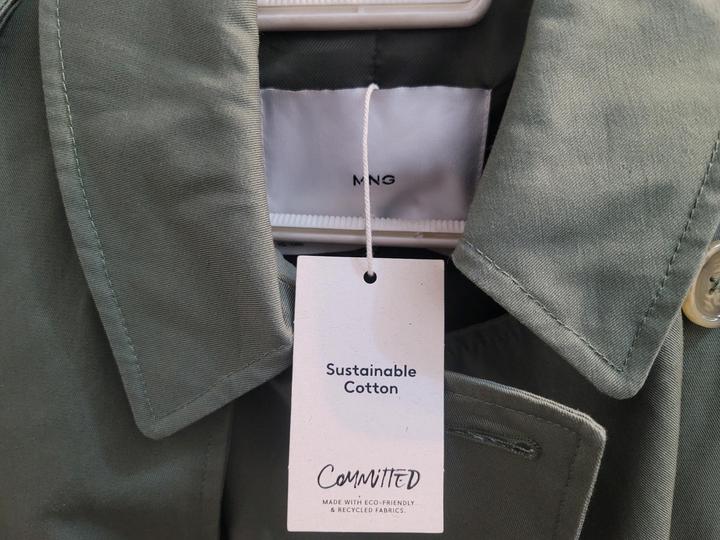 MNG
Sustainable
Cotton
COMMITTED
MADE WITH ECO-FRIENDLY
& RECYCLED FABRICS.